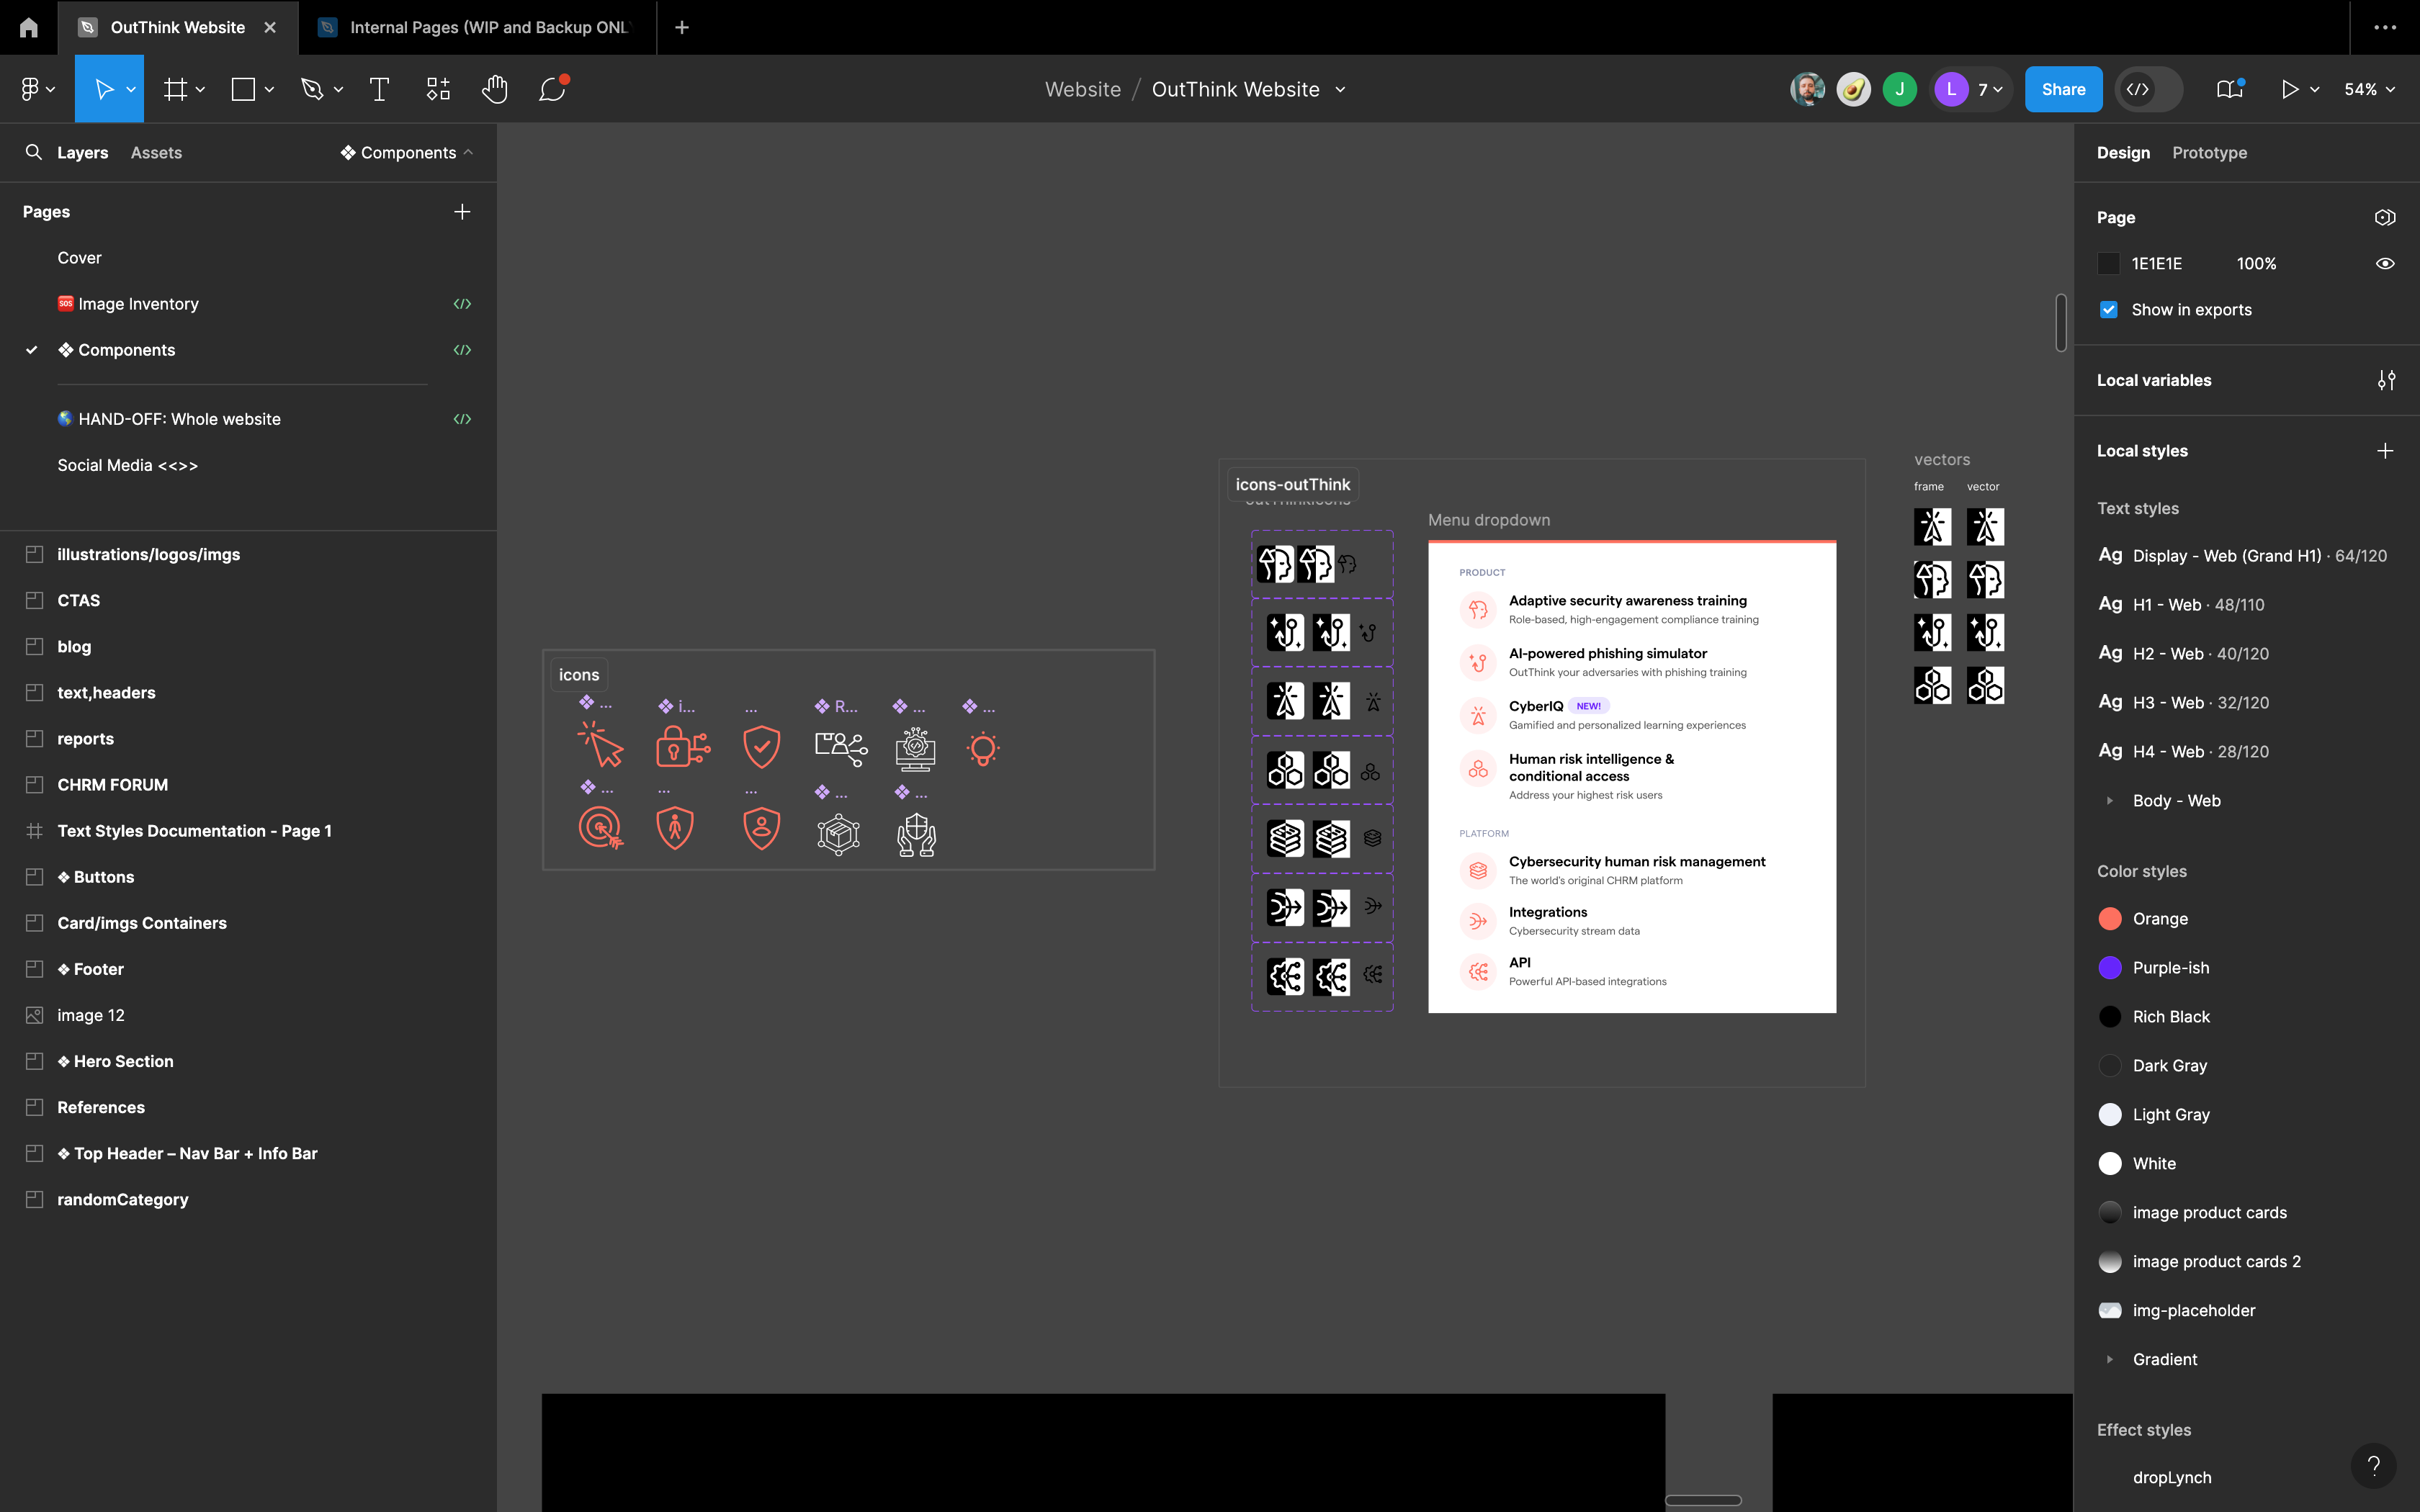 OutThink Website
Internal Pages (WIP and Backup ONL
Website / OutThink Website
J
L
7
Share
54%
Layers
Assets
Components
Pages
Cover
SOS Image Inventory
Components
HAND-OFF: Whole website
Social Media <<>>
illustrations/logos/imgs
CTAS
blog
text,headers
reports
CHRM FORUM
Text Styles Documentation - Page 1
Buttons
Card/imgs Containers
Footer
image 12
Hero Section
References
Top Header – Nav Bar + Info Bar
randomCategory
icons
...
i...
...
R...
...
...
...
...
...
...
...
icons-outThink
Menu dropdown
PRODUCT
Adaptive security awareness training
Role-based, high-engagement compliance training
AI-powered phishing simulator
OutThink your adversaries with phishing training
CyberIQ NEW!
Gamified and personalized learning experiences
Human risk intelligence &
conditional access
Address your highest risk users
PLATFORM
Cybersecurity human risk management
The world's original CHRM platform
Integrations
Cybersecurity stream data
API
Powerful API-based integrations
vectors
frame
vector
Design
Prototype
Page
1E1E1E
100%
Show in exports
Local variables
Local styles
Text styles
Ag Display - Web (Grand H1) · 64/120
Ag H1 - Web · 48/110
Ag H2 - Web · 40/120
Ag H3 - Web · 32/120
Ag H4 - Web · 28/120
Body - Web
Color styles
Orange
Purple-ish
Rich Black
Dark Gray
Light Gray
White
image product cards
image product cards 2
img-placeholder
Gradient
Effect styles
dropLynch
?